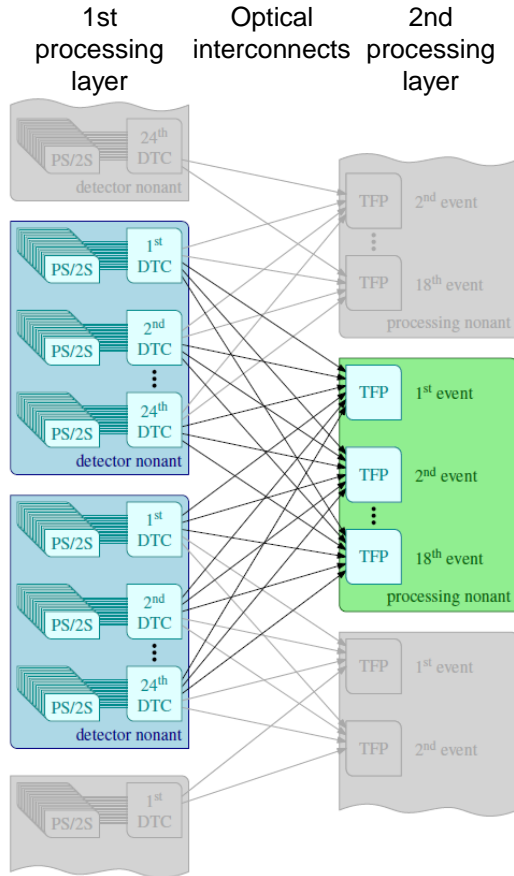 1st processing layer
Optical interconnects
2nd processing layer
PS/2S
24th DTC
detector nonant
PS/2S
1st DTC
PS/2S
2nd DTC
PS/2S
24th DTC
detector nonant
PS/2S
1st DTC
PS/2S
2nd DTC
PS/2S
24th DTC
detector nonant
PS/2S
1st DTC
TFP
2nd event
TFP
18th event
processing nonant
TFP
1st event
TFP
2nd event
TFP
18th event
processing nonant
TFP
1st event
TFP
2nd event